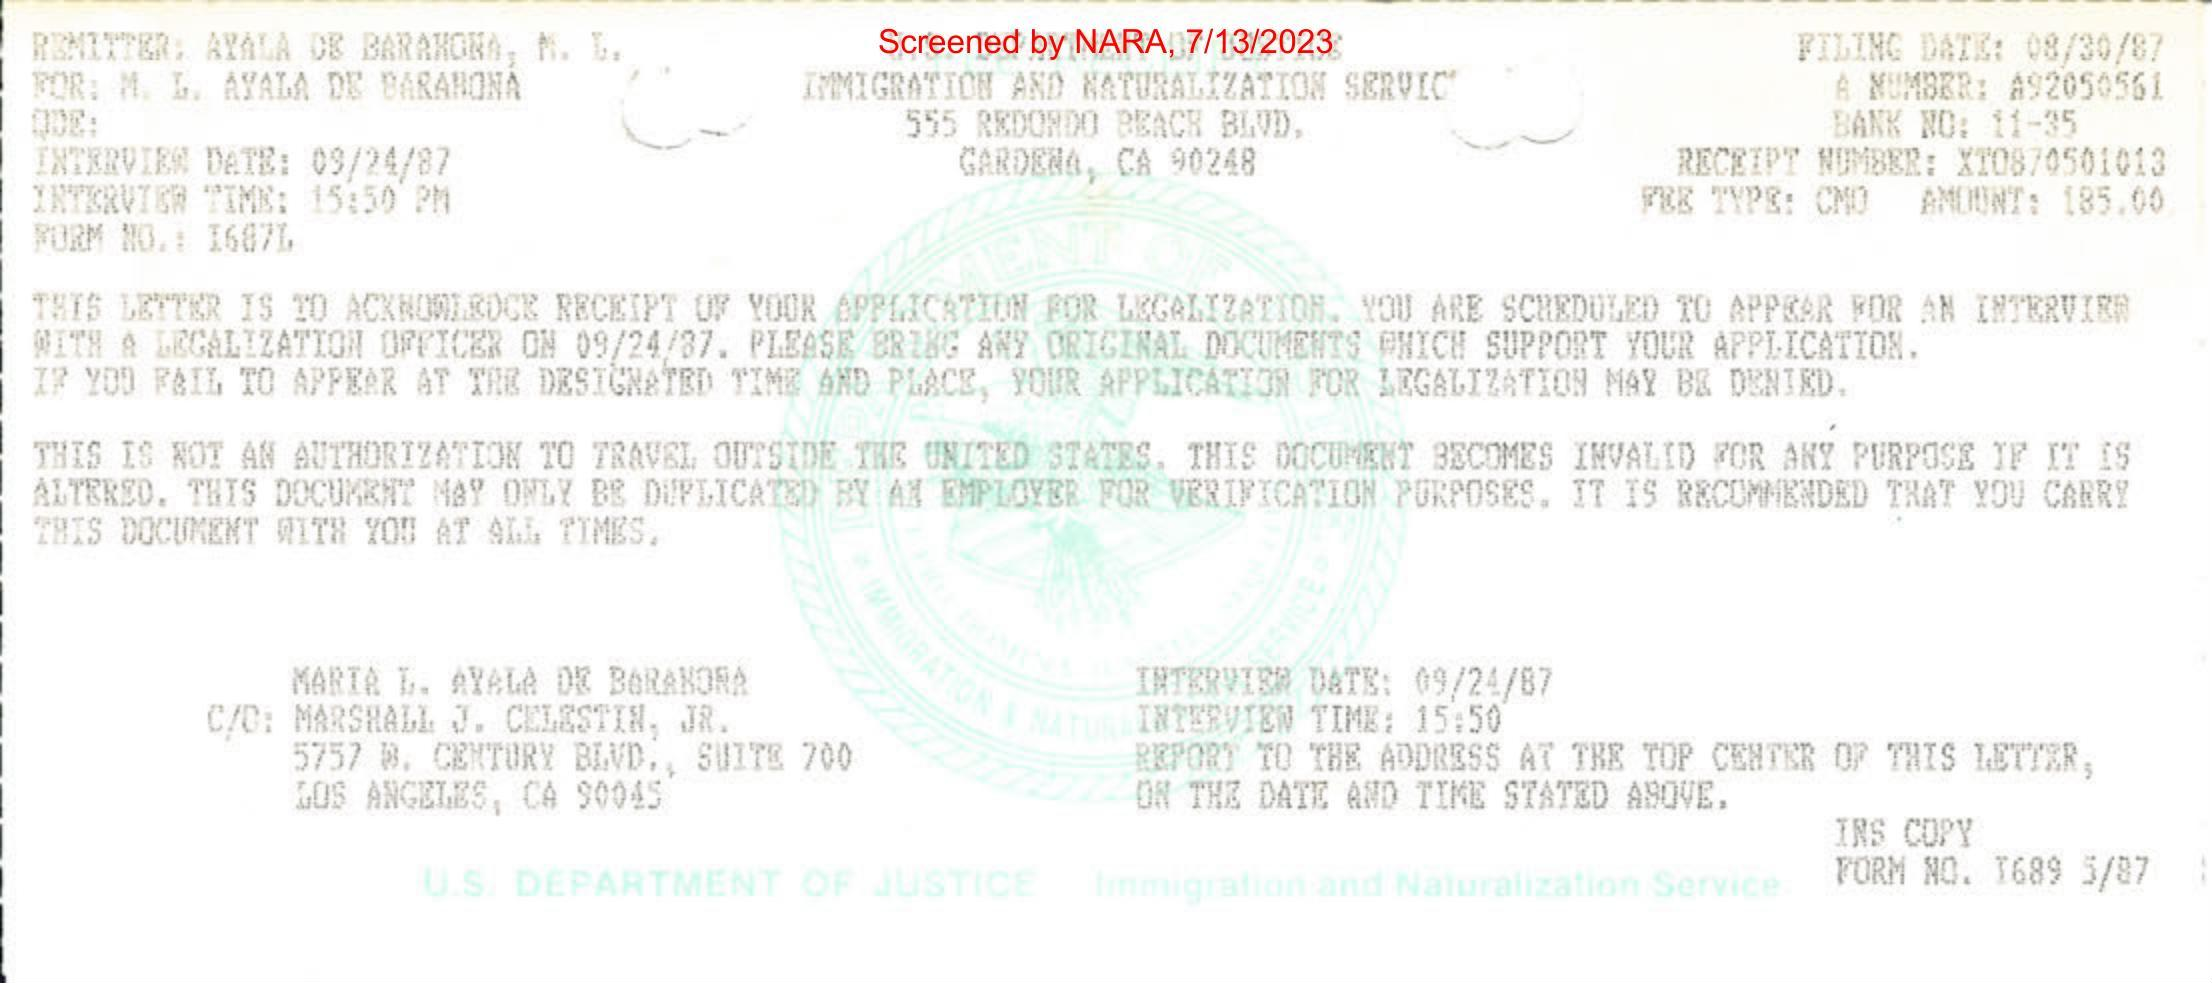 Screened by NARA, 7/13/2023
REMITTER: AYALA DE BARAHONA, M. L.
FOR: M. L. AYALA DE BARAHONA
QDE:
INTERVIEW DATE: 09/24/87
INTERVIEW TIME: 15:50 PM
FORM NO.: I687L
U.S. DEPARTMENT OF JUSTICE
IMMIGRATION AND NATURALIZATION SERVIC
555 REDONDO BEACH BLVD.
GARDENA, CA 90248
FILING DATE: 08/30/87
A NUMBER: A92050561
BANK NO: 11-35
RECEIPT NUMBER: XTO870501013
FEE TYPE: CMO AMOUNT: 185.00
THIS LETTER IS TO ACKNOWLEDGE RECEIPT OF YOUR APPLICATION FOR LEGALIZATION. YOU ARE SCHEDULED TO APPEAR FOR AN INTERVIEW
WITH A LEGALIZATION OFFICER ON 09/24/87. PLEASE BRING ANY ORIGINAL DOCUMENTS WHICH SUPPORT YOUR APPLICATION.
IF YOU FAIL TO APPEAR AT THE DESIGNATED TIME AND PLACE, YOUR APPLICATION FOR LEGALIZATION MAY BE DENIED.
THIS IS NOT AN AUTHORIZATION TO TRAVEL OUTSIDE THE UNITED STATES. THIS DOCUMENT BECOMES INVALID FOR ANY PURPOSE IF IT IS
ALTERED. THIS DOCUMENT MAY ONLY BE DUPLICATED BY AN EMPLOYER FOR VERIFICATION PURPOSES. IT IS RECOMMENDED THAT YOU CARRY
THIS DOCUMENT WITH YOU AT ALL TIMES.
MARIA L. AYALA DE BARAHONA
C/O: MARSHALL J. CELESTIN, JR.
5757 W. CENTURY BLVD., SUITE 700
LOS ANGELES, CA 90045
INTERVIEW DATE: 09/24/87
INTERVIEW TIME: 15:50
REPORT TO THE ADDRESS AT THE TOP CENTER OF THIS LETTER,
ON THE DATE AND TIME STATED ABOVE.
INS COPY
FORM NO. I689 5/87
U.S. DEPARTMENT OF JUSTICE Immigration and Naturalization Service